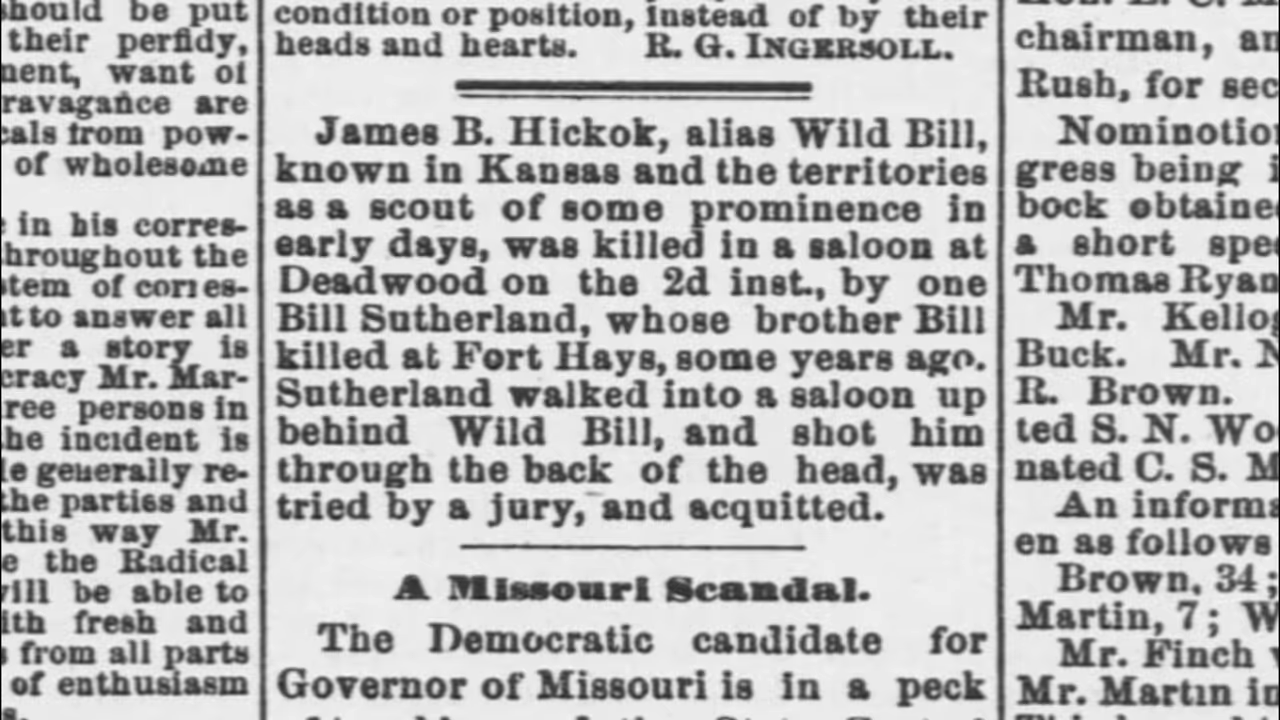 should be put
their perfidy,
ment, want of
ravagance are
cals from pow-
of wholesome
e in his corres-
throughout the
stem of corres-
at to answer all
er a story is
cracy Mr. Mar-
ree persons in
the incident is
le generally re-
the parties and
this way Mr.
e the Radical
will be able to
ith fresh and
s from all parts
of enthusiasm
condition or position, instead of by their
heads and hearts. R. G. INGERSOLL.
James B. Hickok, alias Wild Bill,
known in Kansas and the territories
as a scout of some prominence in
early days, was killed in a saloon at
Deadwood on the 2d inst., by one
Bill Sutherland, whose brother Bill
killed at Fort Hays, some years ago.
Sutherland walked into a saloon up
behind Wild Bill, and shot him
through the back of the head, was
tried by a jury, and acquitted.
A Missouri Scandal.
The Democratic candidate for
Governor of Missouri is in a peck
chairman, an
Rush, for sec
Nominotio
gress being i
bock obtaine
a short spe
Thomas Ryan
Mr. Kellog
Buck. Mr. N
R. Brown.
ted S. N. Wo
nated C. S. M
An informa
en as follows
Brown, 34;
Martin, 7; W
Mr. Finch
Mr. Martin in